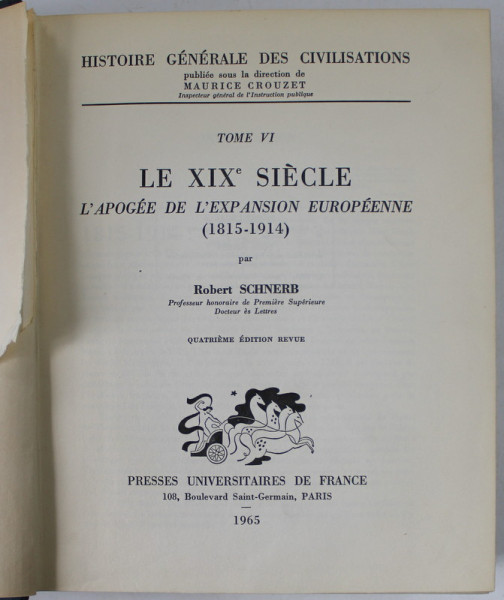 HISTOIRE GÉNÉRALE DES CIVILISATIONS
publiée sous la direction de
MAURICE CROUZET
Inspecteur général de l'Instruction publique
TOME VI
LE XIXe SIÈCLE
L'APOGÉE DE L'EXPANSION EUROPÉENNE
(1815-1914)
par
Robert SCHNERB
Professeur honoraire de Première Supérieure
Docteur ès Lettres
QUATRIÈME ÉDITION REVUE
PRESSES UNIVERSITAIRES DE FRANCE
108, Boulevard Saint-Germain, PARIS
—
1965